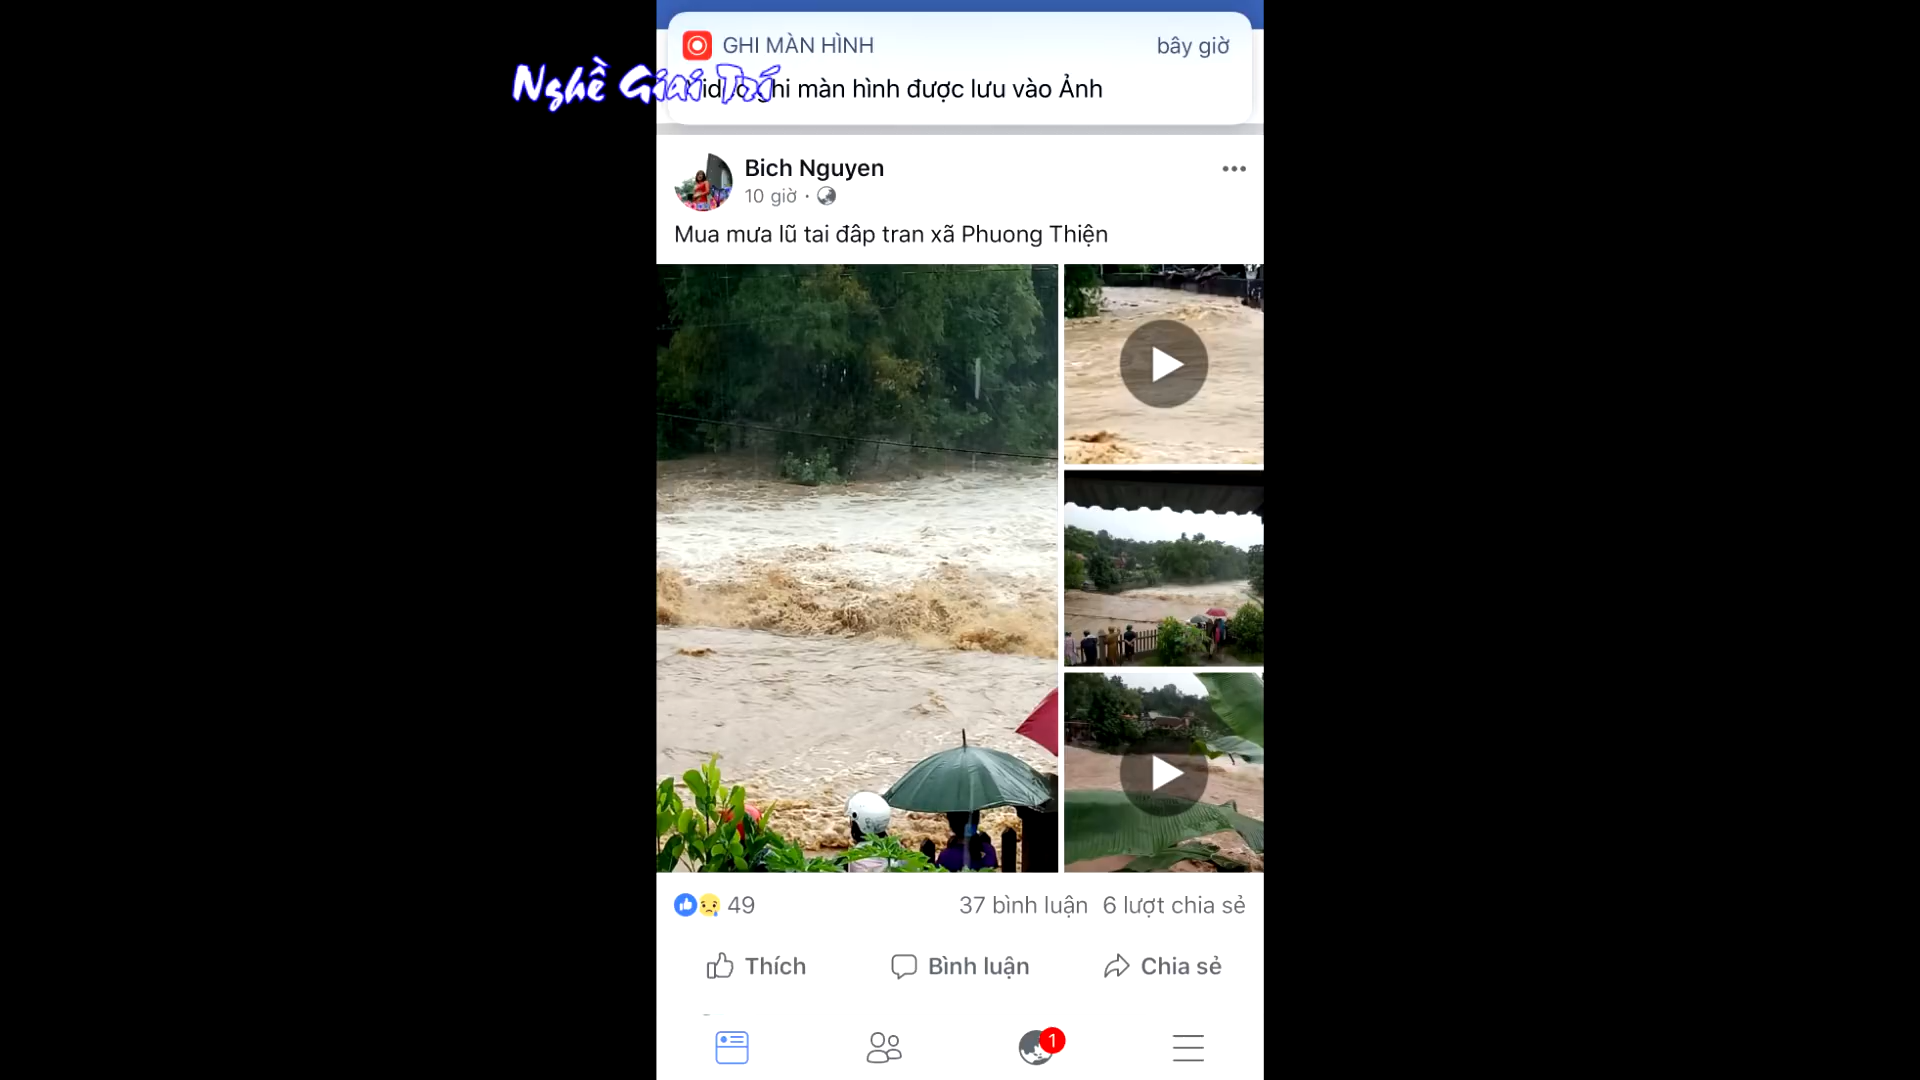 GHI MÀN HÌNH
bây giờ
Nghề Giải Trí
ghi màn hình được lưu vào Ảnh
Bich Nguyen
10 giờ ·
Mua mưa lũ tai đâp tran xã Phuong Thiện
49
37 bình luận 6 lượt chia sẻ
Thích
Bình luận
Chia sẻ
1